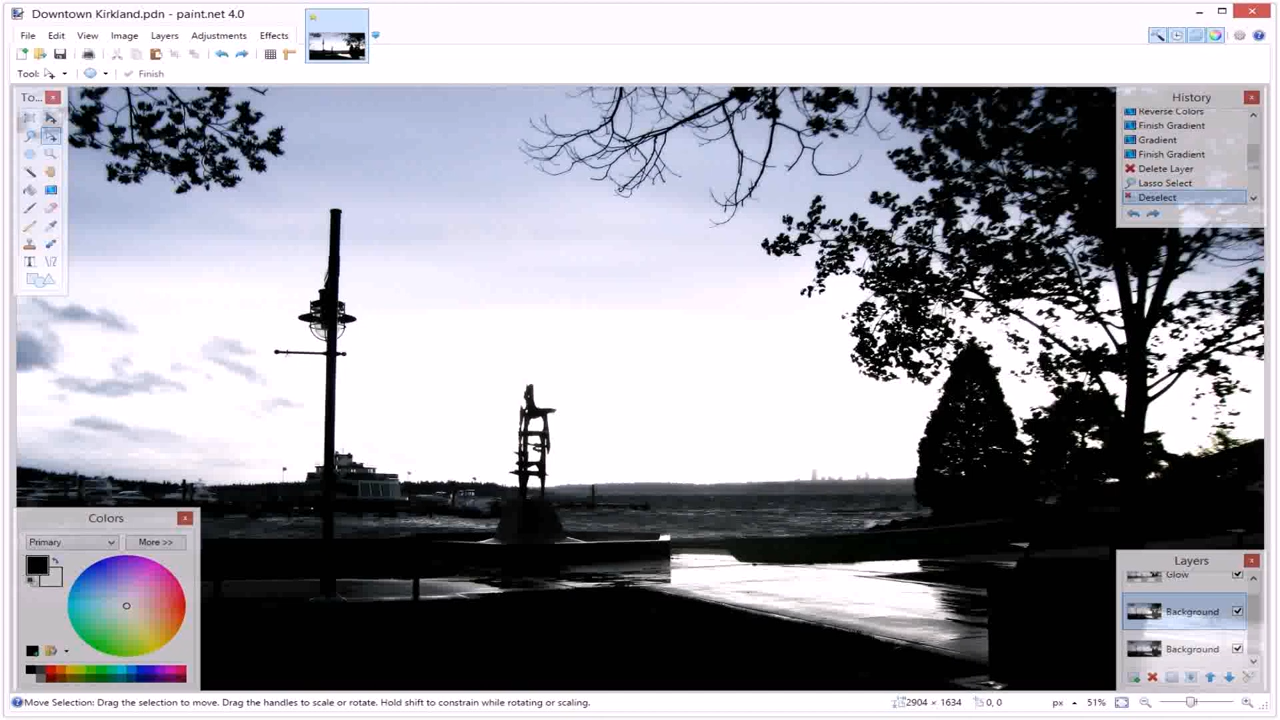 Downtown Kirkland.pdn - paint.net 4.0
File Edit View Image Layers Adjustments Effects
Tool: Finish
To...
History
Reverse Colors
Finish Gradient
Gradient
Finish Gradient
Delete Layer
Lasso Select
Deselect
Colors
Primary More >>
Layers
Glow
Background
Background
Move Selection: Drag the selection to move. Drag the handles to scale or rotate. Hold shift to constrain while rotating or scaling.
2904 × 1634 0, 0 px 51%